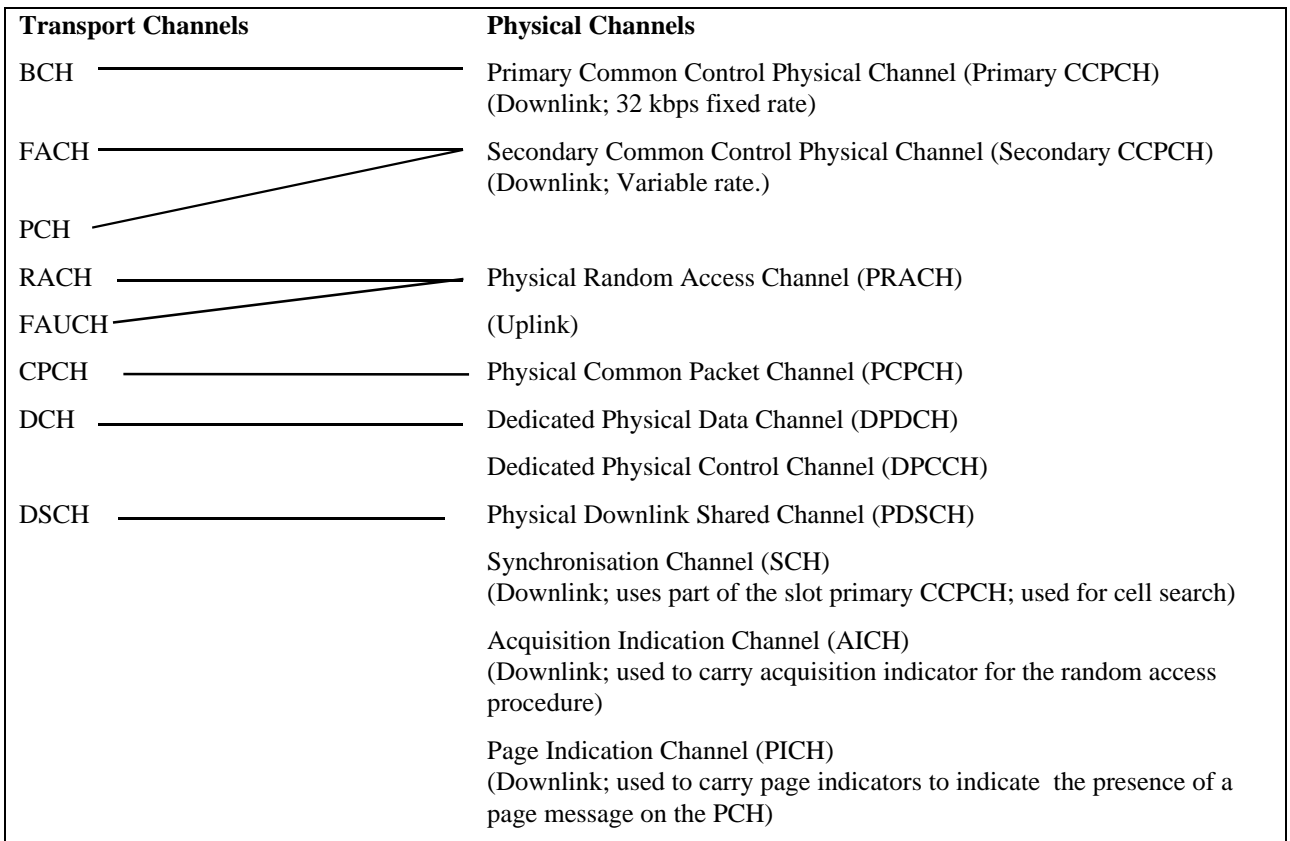 Transport Channels Physical Channels
BCH Primary Common Control Physical Channel (Primary CCPCH)
(Downlink; 32 kbps fixed rate)
FACH Secondary Common Control Physical Channel (Secondary CCPCH)
(Downlink; Variable rate.)
PCH
RACH Physical Random Access Channel (PRACH)
FAUCH (Uplink)
CPCH Physical Common Packet Channel (PCPCH)
DCH Dedicated Physical Data Channel (DPDCH)
Dedicated Physical Control Channel (DPCCH)
DSCH Physical Downlink Shared Channel (PDSCH)
Synchronisation Channel (SCH)
(Downlink; uses part of the slot primary CCPCH; used for cell search)
Acquisition Indication Channel (AICH)
(Downlink; used to carry acquisition indicator for the random access
procedure)
Page Indication Channel (PICH)
(Downlink; used to carry page indicators to indicate the presence of a
page message on the PCH)